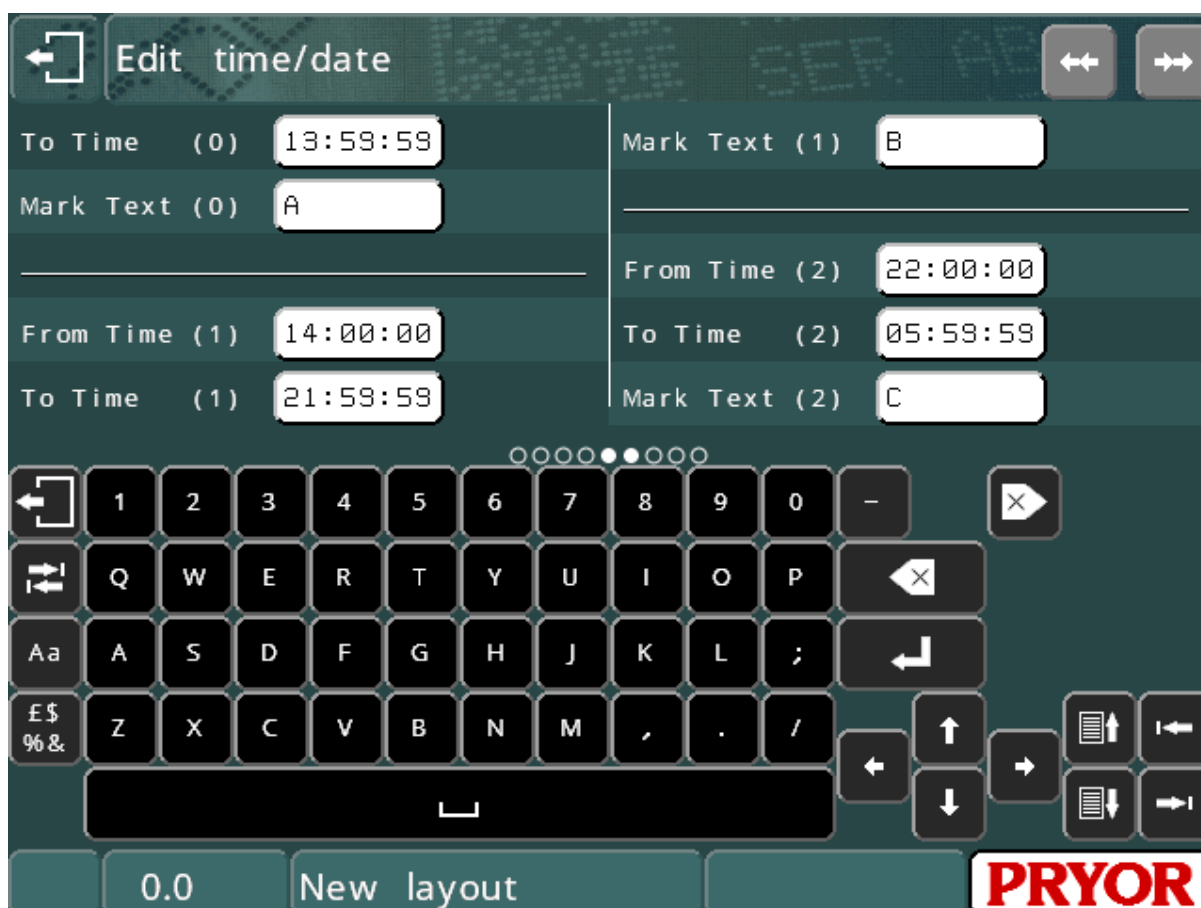 Edit time/date
To Time (0) 13:59:59
Mark Text (0) A
From Time (1) 14:00:00
To Time (1) 21:59:59
Mark Text (1) B
From Time (2) 22:00:00
To Time (2) 05:59:59
Mark Text (2) C
1 2 3 4 5 6 7 8 9 0 -
Q W E R T Y U I O P
Aa A S D F G H J K L ;
£$ %& Z X C V B N M , . /
0.0 New layout PRYOR